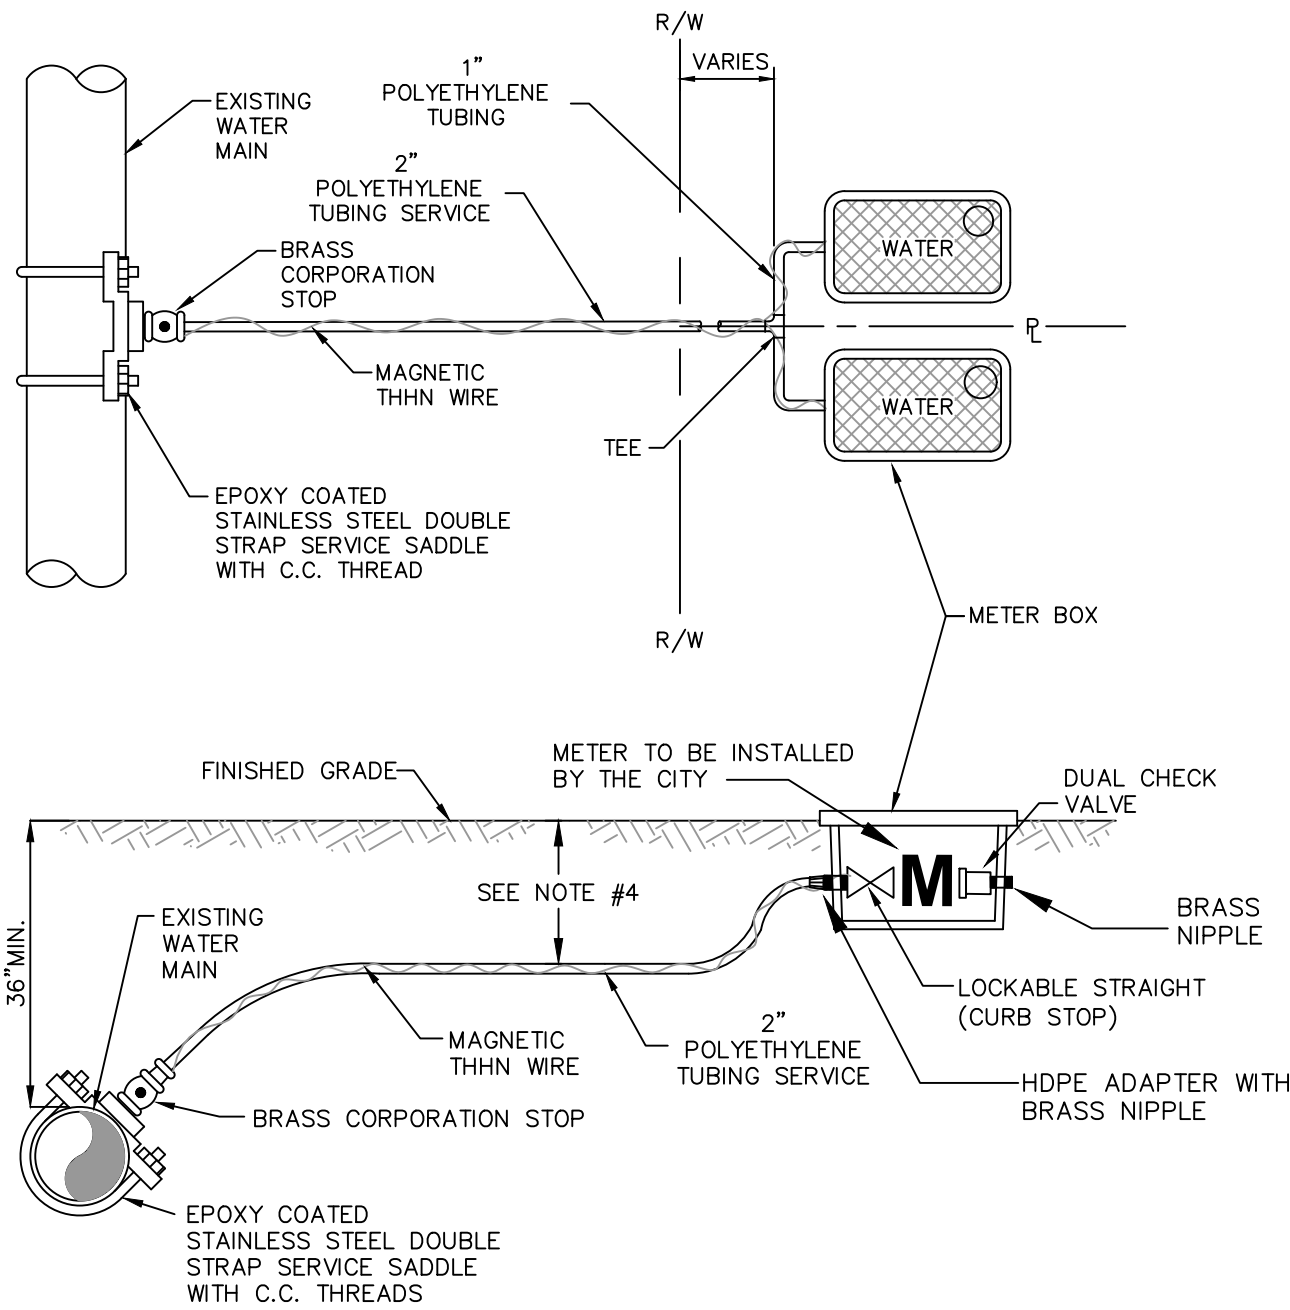 R/W
VARIES
1”
POLYETHYLENE
TUBING
EXISTING
WATER
MAIN
2”
POLYETHYLENE
TUBING SERVICE
BRASS
CORPORATION
STOP
WATER
PL
MAGNETIC
THHN WIRE
WATER
TEE
EPOXY COATED
STAINLESS STEEL DOUBLE
STRAP SERVICE SADDLE
WITH C.C. THREAD
METER BOX
R/W
FINISHED GRADE
METER TO BE INSTALLED
BY THE CITY
DUAL CHECK
VALVE
SEE NOTE #4
M
36”MIN.
EXISTING
WATER
MAIN
BRASS
NIPPLE
LOCKABLE STRAIGHT
(CURB STOP)
MAGNETIC
THHN WIRE
2”
POLYETHYLENE
TUBING SERVICE
HDPE ADAPTER WITH
BRASS NIPPLE
BRASS CORPORATION STOP
EPOXY COATED
STAINLESS STEEL DOUBLE
STRAP SERVICE SADDLE
WITH C.C. THREADS